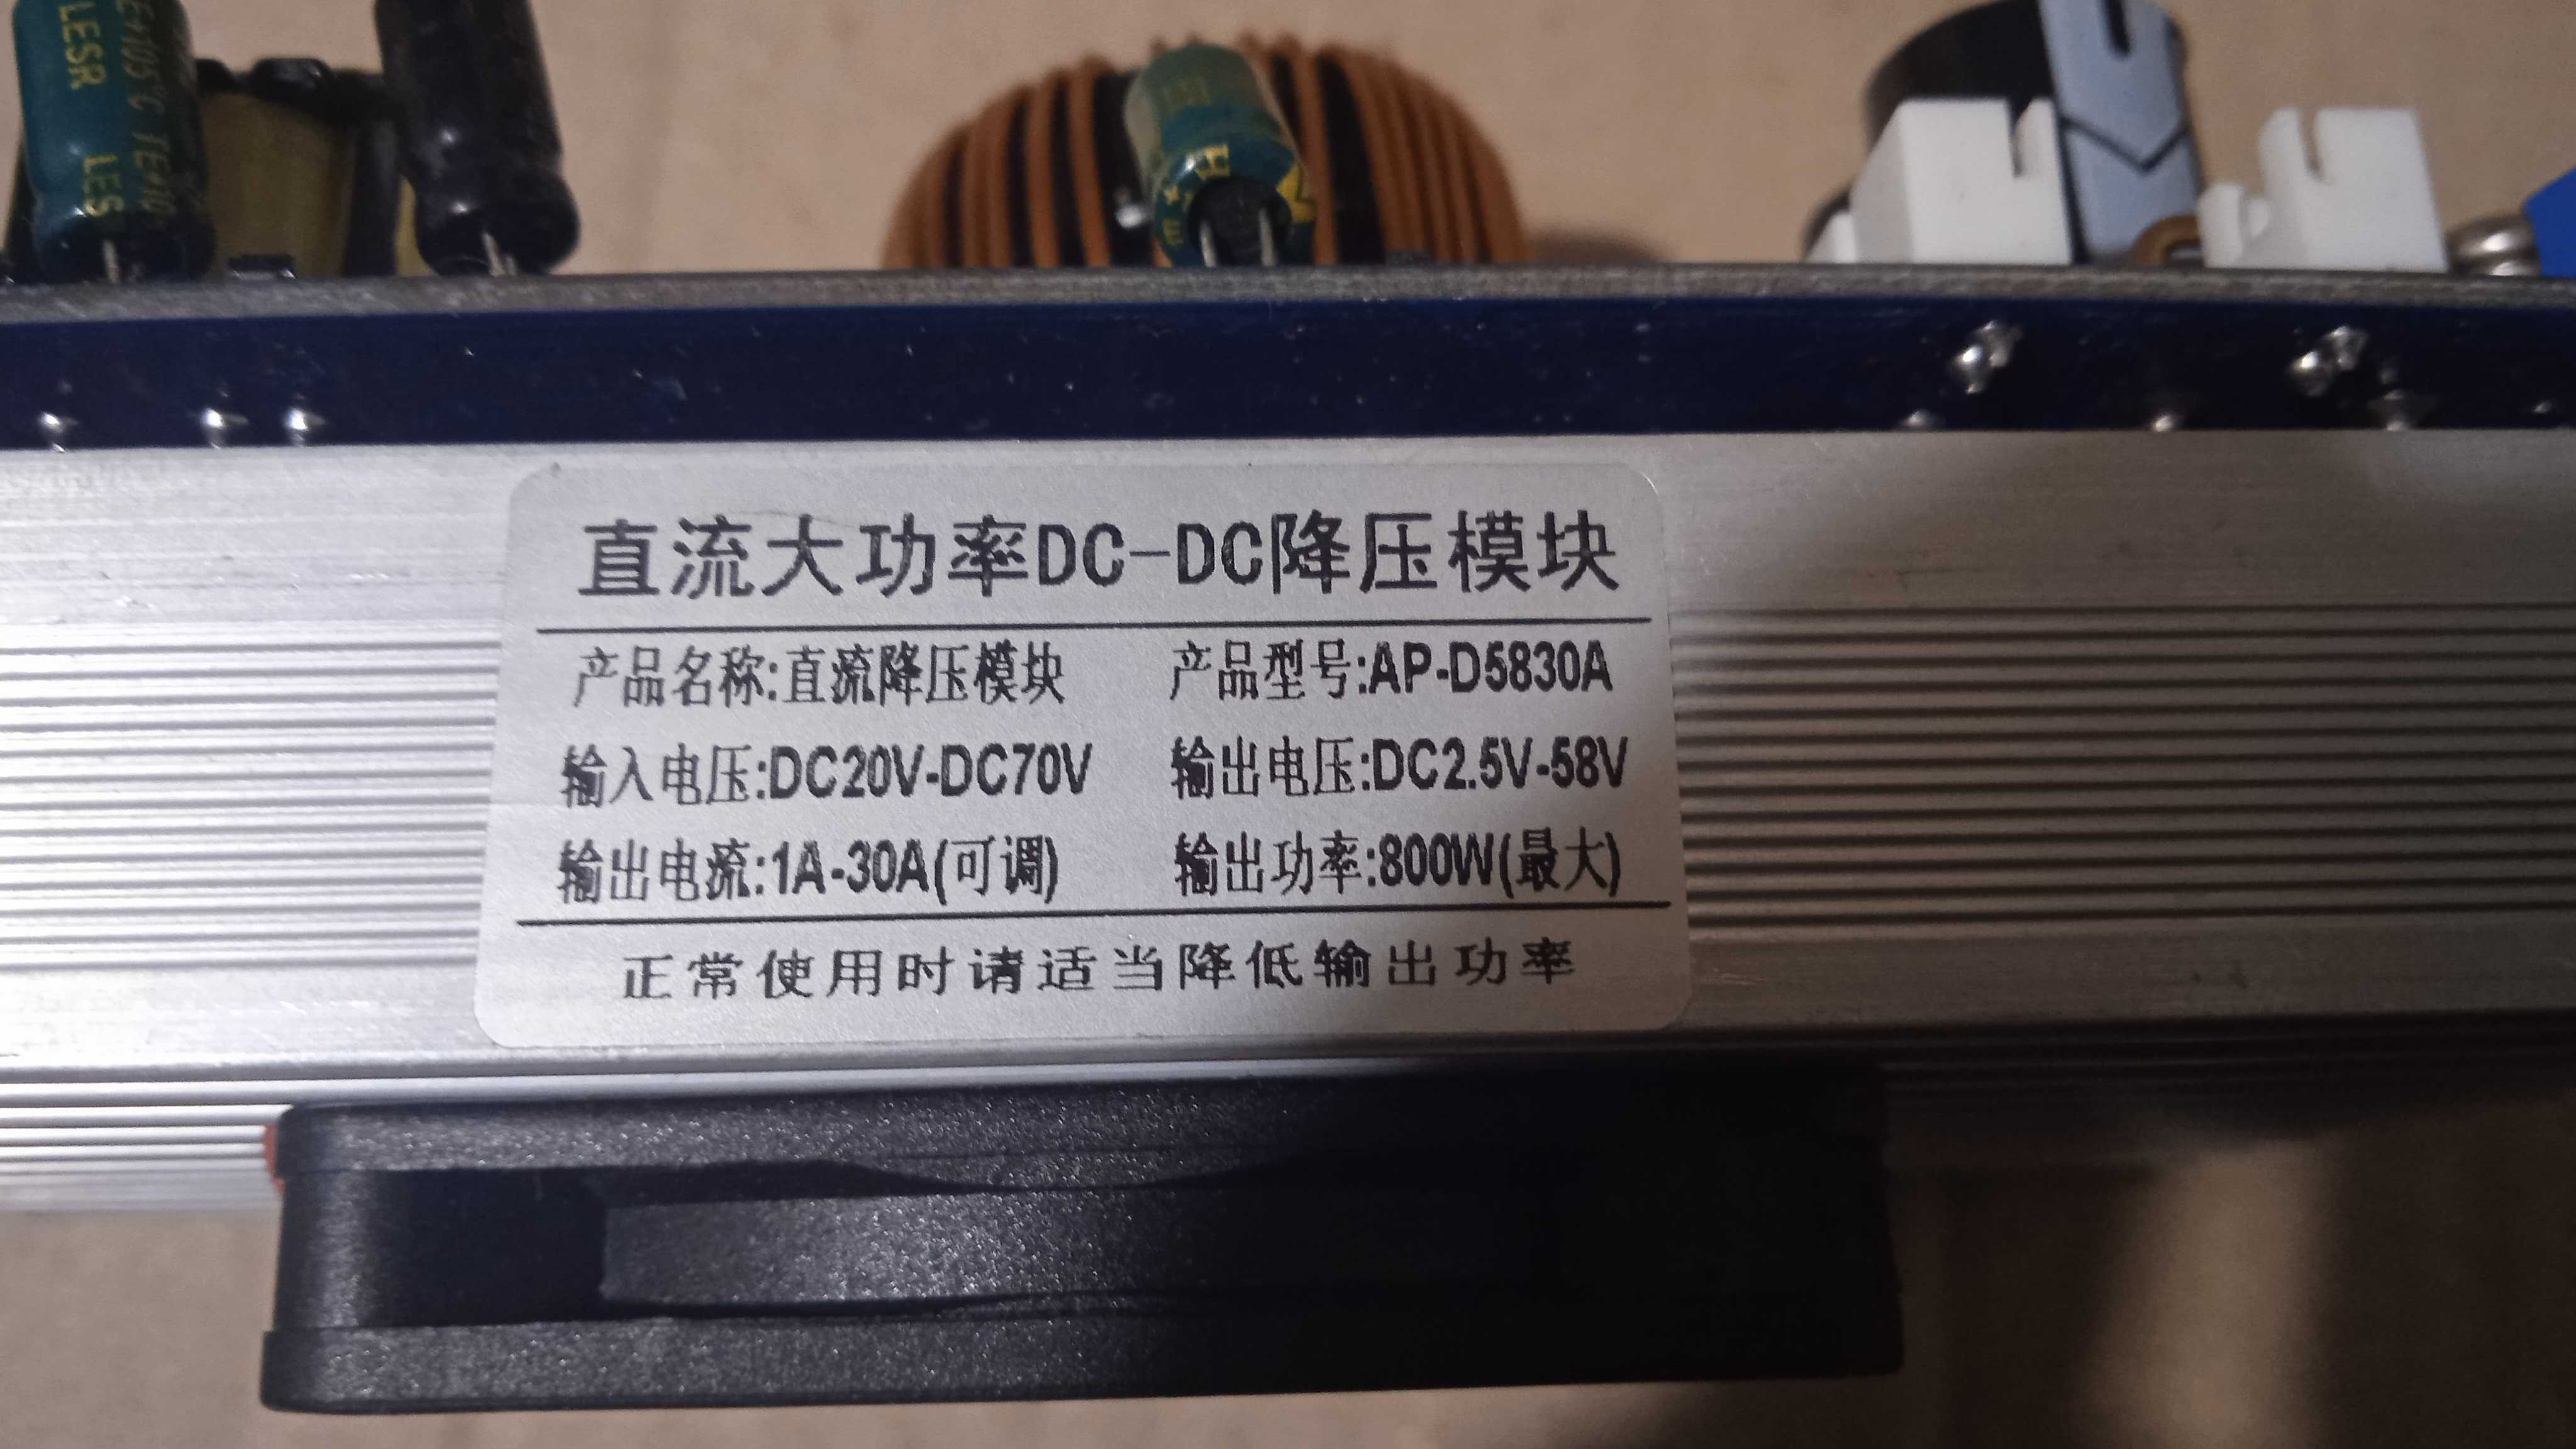 直流大功率DC-DC降压模块
产品名称:直流降压模块 产品型号:AP-D5830A
输入电压:DC20V-DC70V 输出电压:DC2.5V-58V
输出电流:1A-30A(可调) 输出功率:800W(最大)
正常使用时请适当降低输出功率
LESR
LES
105°C